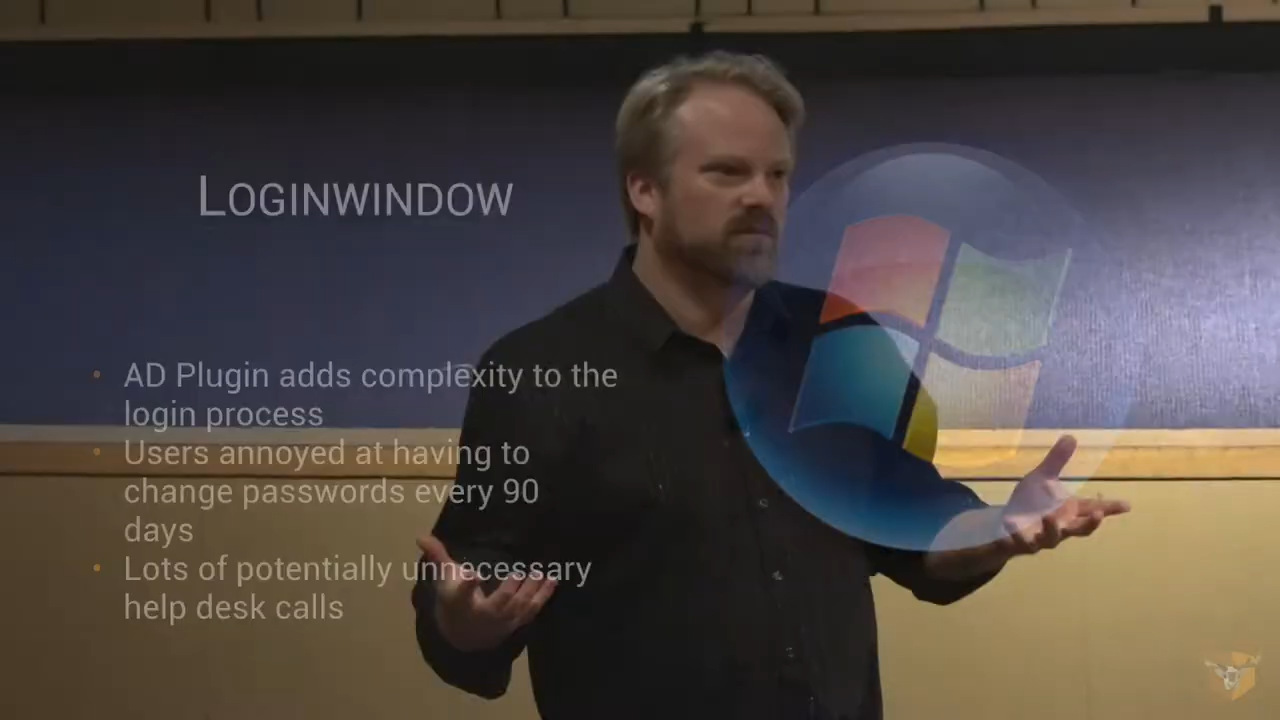 LOGINWINDOW
• AD Plugin adds complexity to the
login process
• Users annoyed at having to
change passwords every 90
days
• Lots of potentially unnecessary
help desk calls